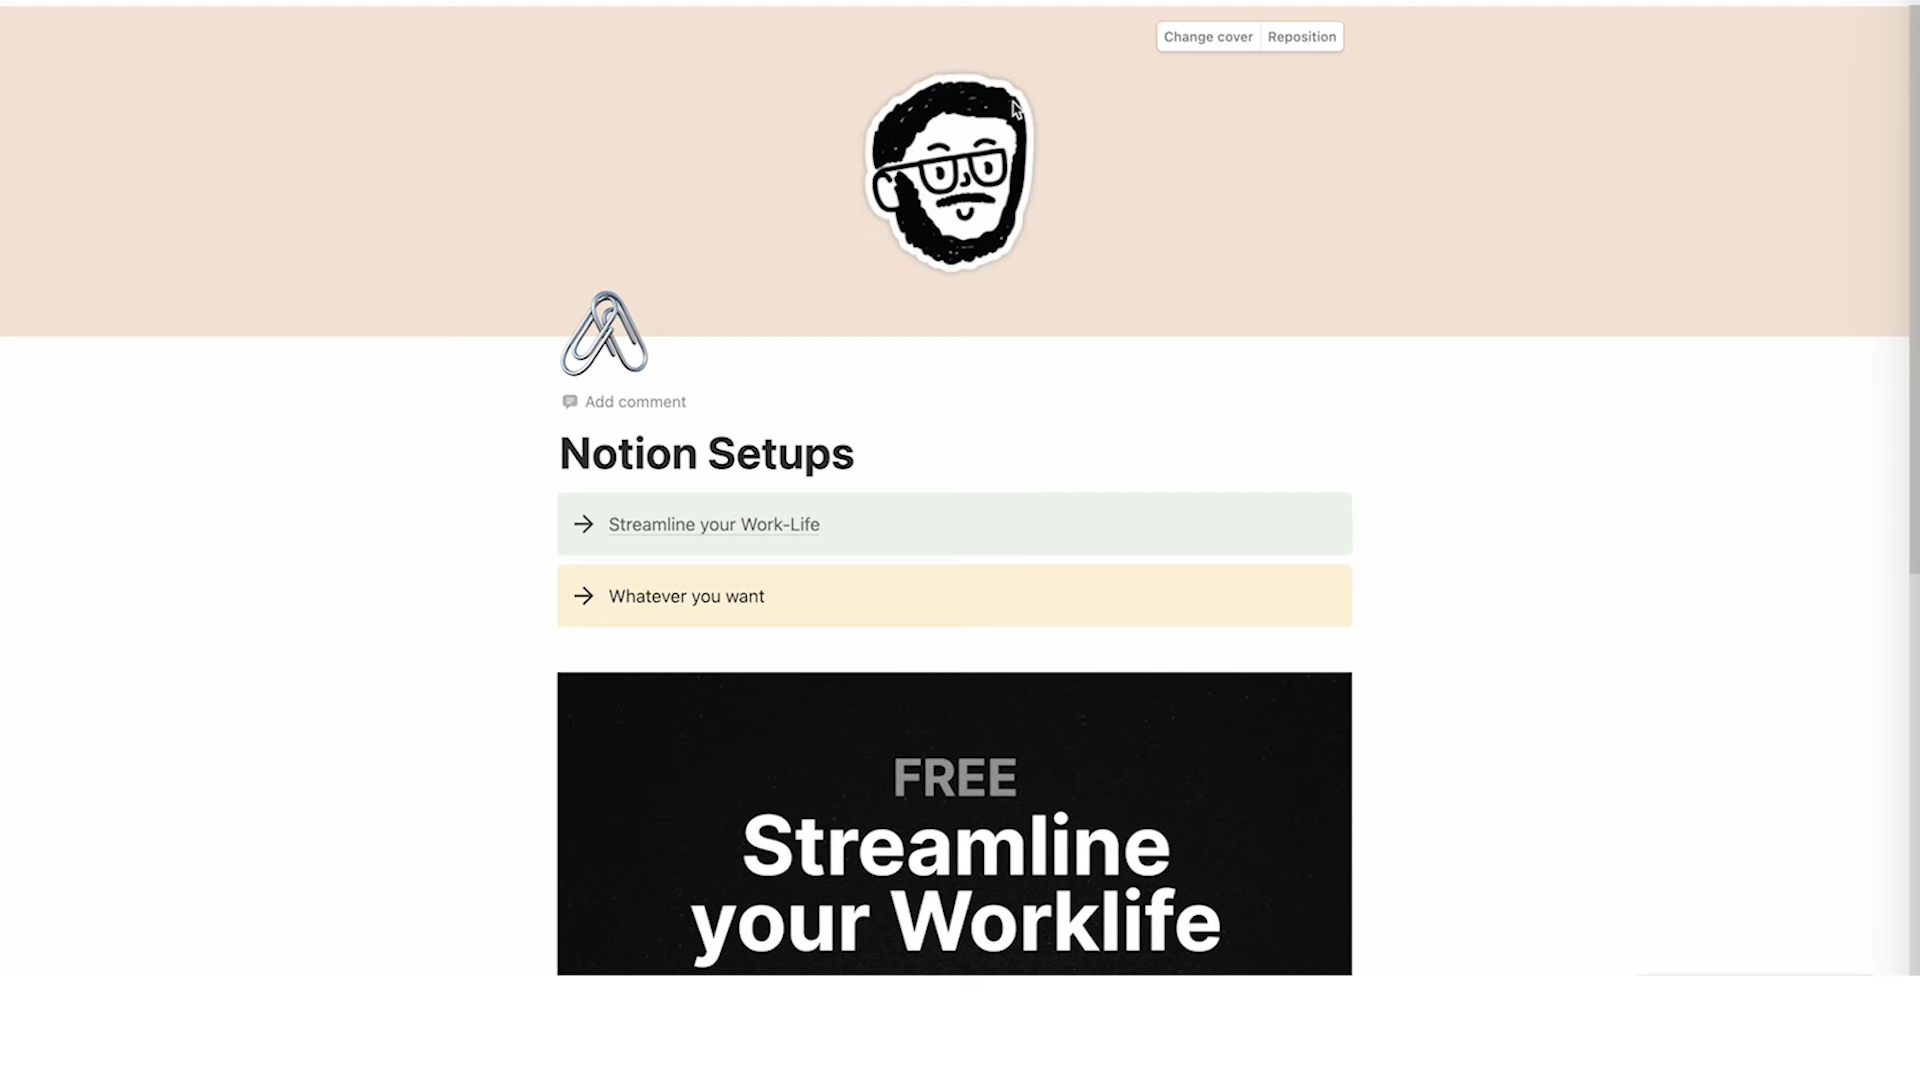 Change cover Reposition
Add comment
Notion Setups
→ Streamline your Work-Life
→ Whatever you want
FREE
Streamline
your Worklife